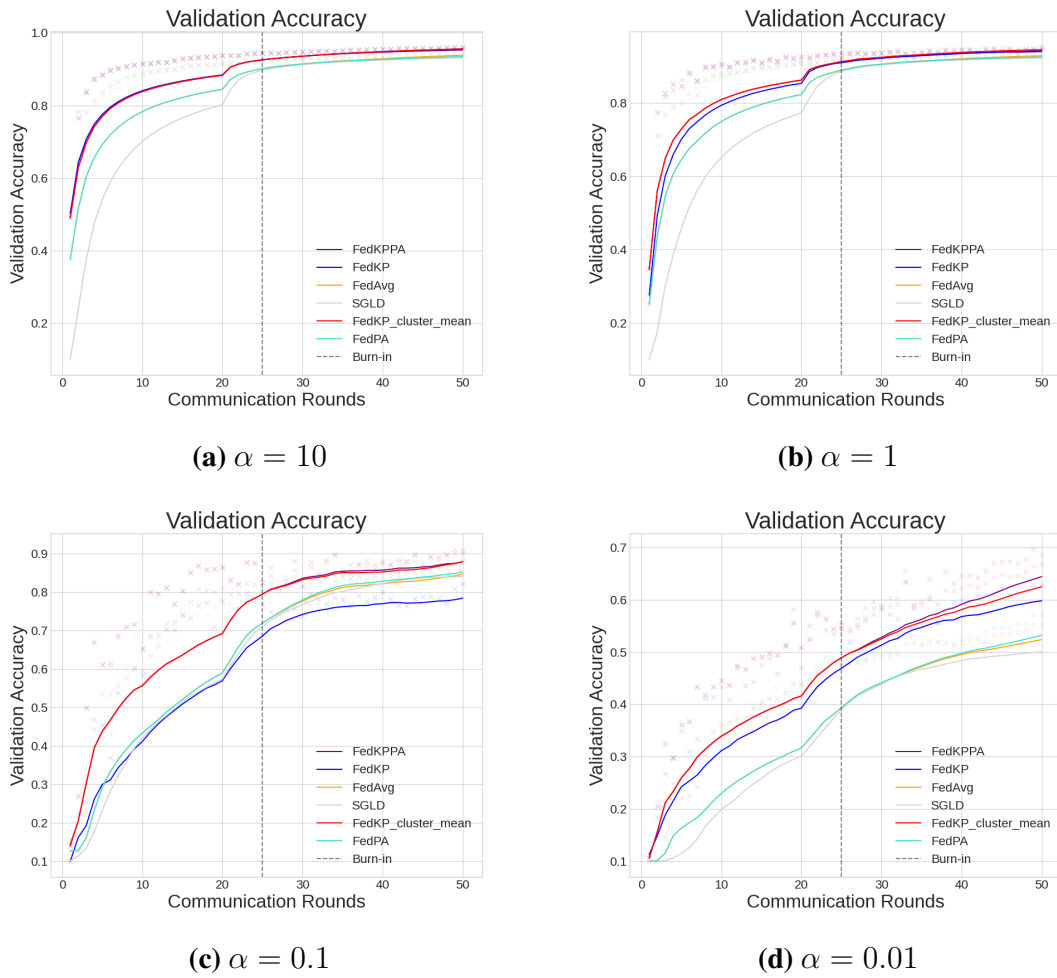 Validation Accuracy
Validation Accuracy
1.0
0.8
0.6
0.4
0.2
0
10
20
30
40
50
Communication Rounds
FedKPPA
FedKP
FedAvg
SGLD
FedKP_cluster_mean
FedPA
Burn-in
(a) α = 10
Validation Accuracy
Validation Accuracy
0.8
0.6
0.4
0.2
0
10
20
30
40
50
Communication Rounds
FedKPPA
FedKP
FedAvg
SGLD
FedKP_cluster_mean
FedPA
Burn-in
(b) α = 1
Validation Accuracy
Validation Accuracy
0.9
0.8
0.7
0.6
0.5
0.4
0.3
0.2
0.1
0
10
20
30
40
50
Communication Rounds
FedKPPA
FedKP
FedAvg
SGLD
FedKP_cluster_mean
FedPA
Burn-in
(c) α = 0.1
Validation Accuracy
Validation Accuracy
0.7
0.6
0.5
0.4
0.3
0.2
0.1
0
10
20
30
40
50
Communication Rounds
FedKPPA
FedKP
FedAvg
SGLD
FedKP_cluster_mean
FedPA
Burn-in
(d) α = 0.01